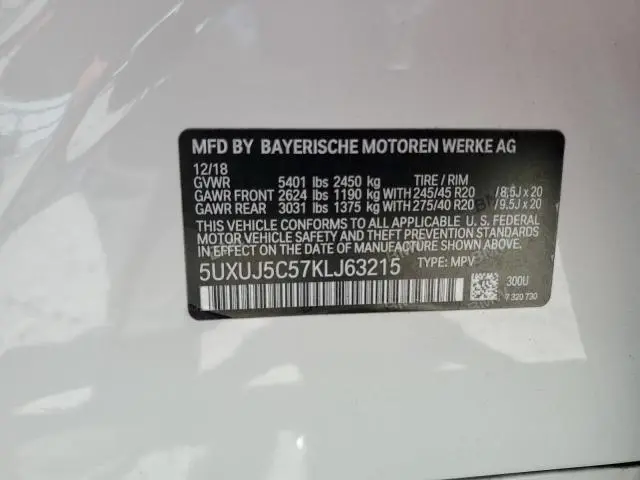 MFD BY BAYERISCHE MOTOREN WERKE AG
12/18
GVWR 5401 lbs 2450 kg TIRE / RIM
GAWR FRONT 2624 lbs 1190 kg WITH 245/45 R20 /8.5J x 20
GAWR REAR 3031 lbs 1375 kg WITH 275/40 R20 /9.5J x 20
THIS VEHICLE CONFORMS TO ALL APPLICABLE U. S. FEDERAL
MOTOR VEHICLE SAFETY, BUMPER, AND THEFT PREVENTION STANDARDS
IN EFFECT ON THE DATE OF MANUFACTURE SHOWN ABOVE.
5UXUJ5C57KLJ63215 TYPE: MPV
300U
7 320 730